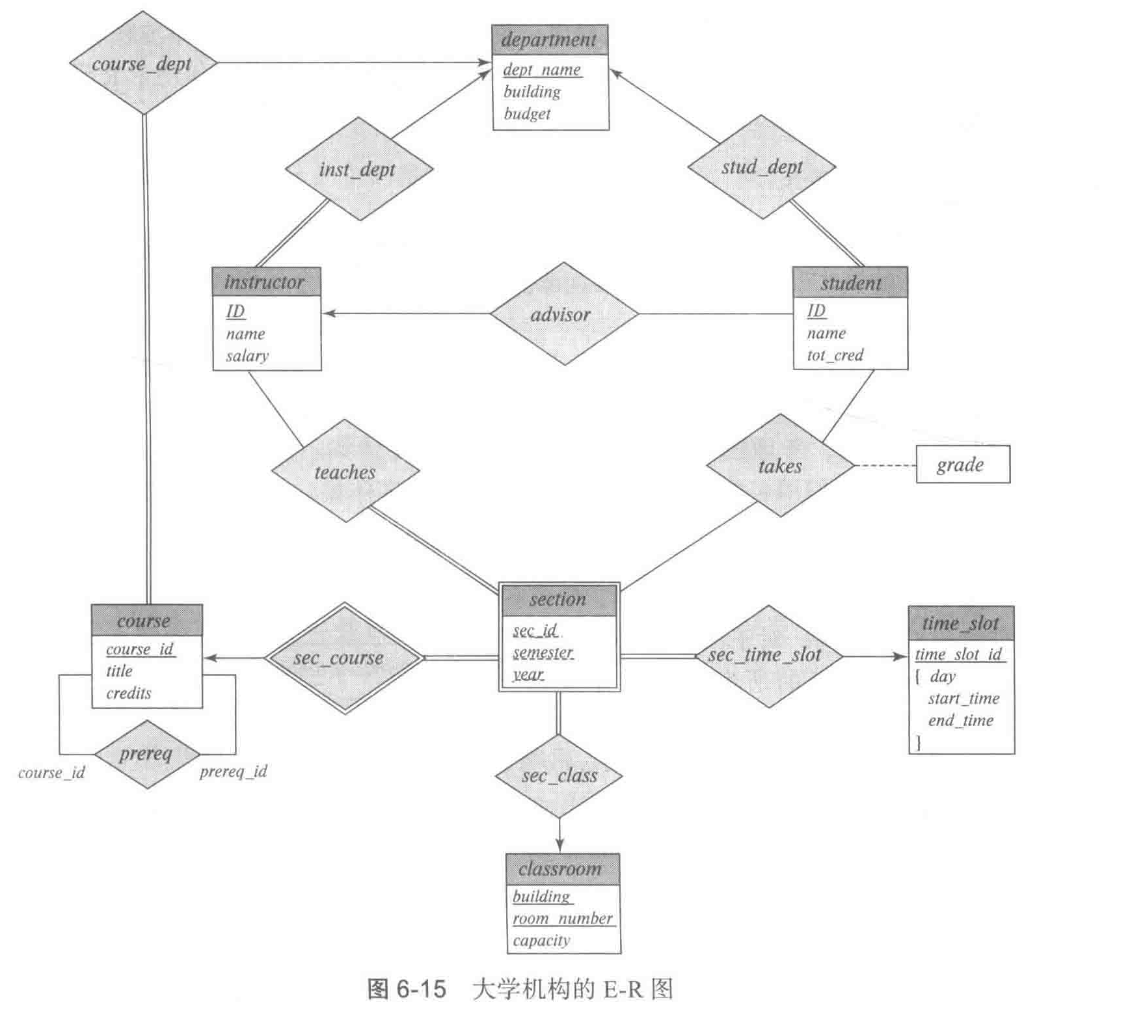 course_dept
department
dept_name
building
budget
inst_dept
stud_dept
instructor
ID
name
salary
advisor
student
ID
name
tot_cred
teaches
takes
grade
course
course_id
title
credits
sec_course
section
sec_id
semester
year
sec_time_slot
time_slot
time_slot_id
{ day
start_time
end_time
}
prereq
course_id
prereq_id
sec_class
classroom
building
room_number
capacity
图 6-15 大学机构的 E-R 图